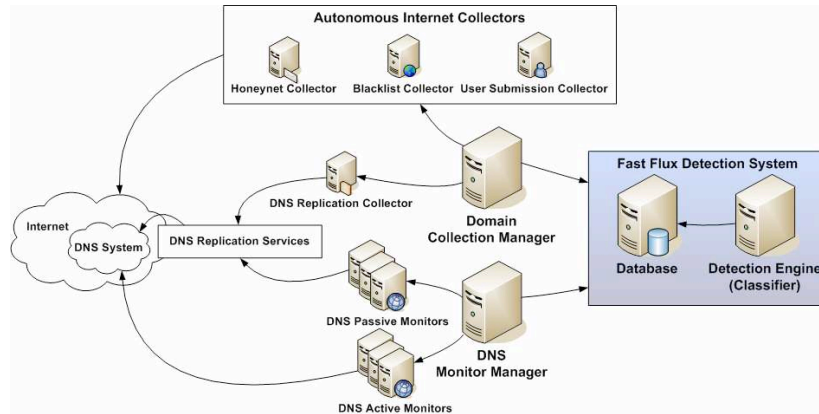 Autonomous Internet Collectors
Honeynet Collector
Blacklist Collector
User Submission Collector
Fast Flux Detection System
Internet
DNS System
DNS Replication Collector
DNS Replication Services
Domain
Collection Manager
Database
Detection Engine
(Classifier)
DNS Passive Monitors
DNS
Monitor Manager
DNS Active Monitors